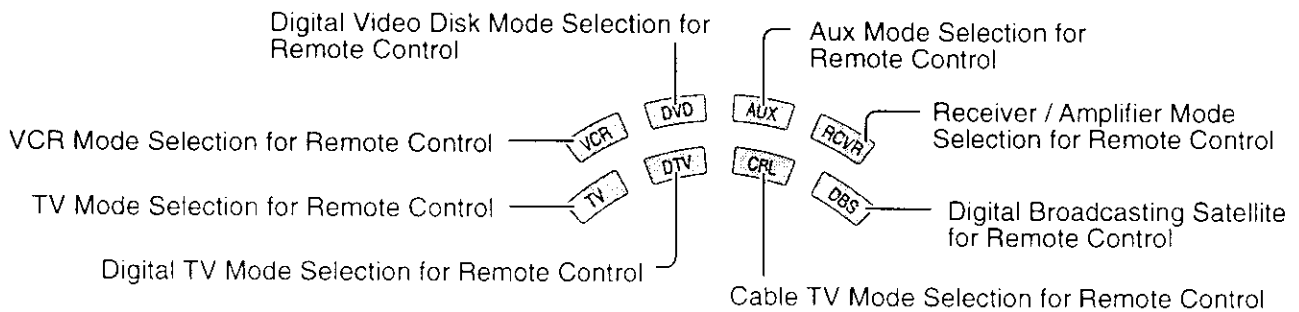 Digital Video Disk Mode Selection for
Remote Control
Aux Mode Selection for
Remote Control
DVD
AUX
VCR
RCVR
Receiver / Amplifier Mode
Selection for Remote Control
VCR Mode Selection for Remote Control
DTV
CBL
TV
DBS
TV Mode Selection for Remote Control
Digital Broadcasting Satellite
for Remote Control
Digital TV Mode Selection for Remote Control
Cable TV Mode Selection for Remote Control